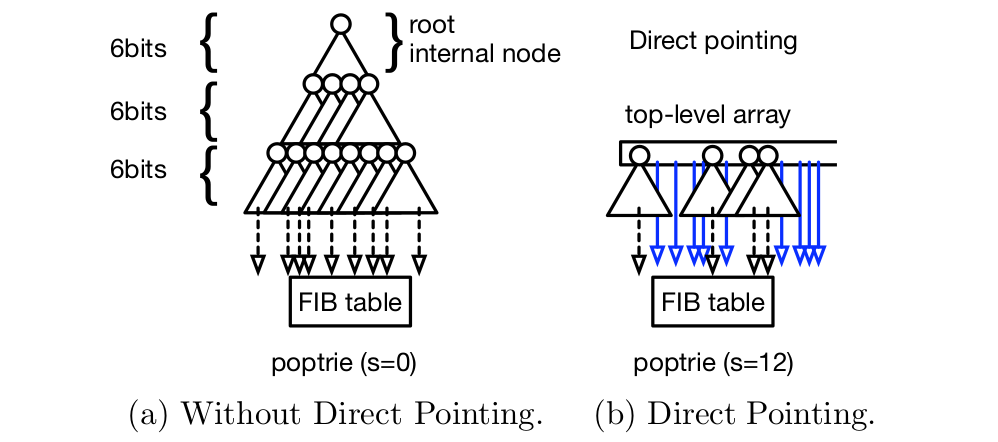 6bits
6bits
6bits
root
internal node
FIB table
poptrie (s=0)
(a) Without Direct Pointing.
Direct pointing
top-level array
FIB table
poptrie (s=12)
(b) Direct Pointing.